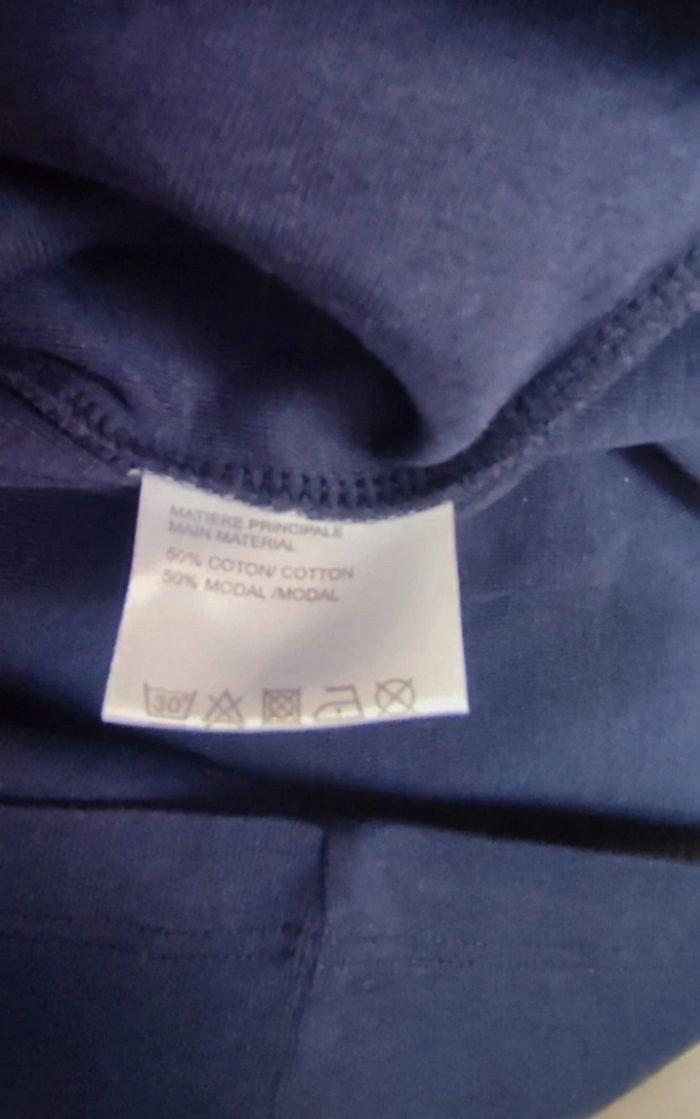 MATIERE PRINCIPALE
MAIN MATERIAL
50% COTON/ COTTON
50% MODAL /MODAL
30°